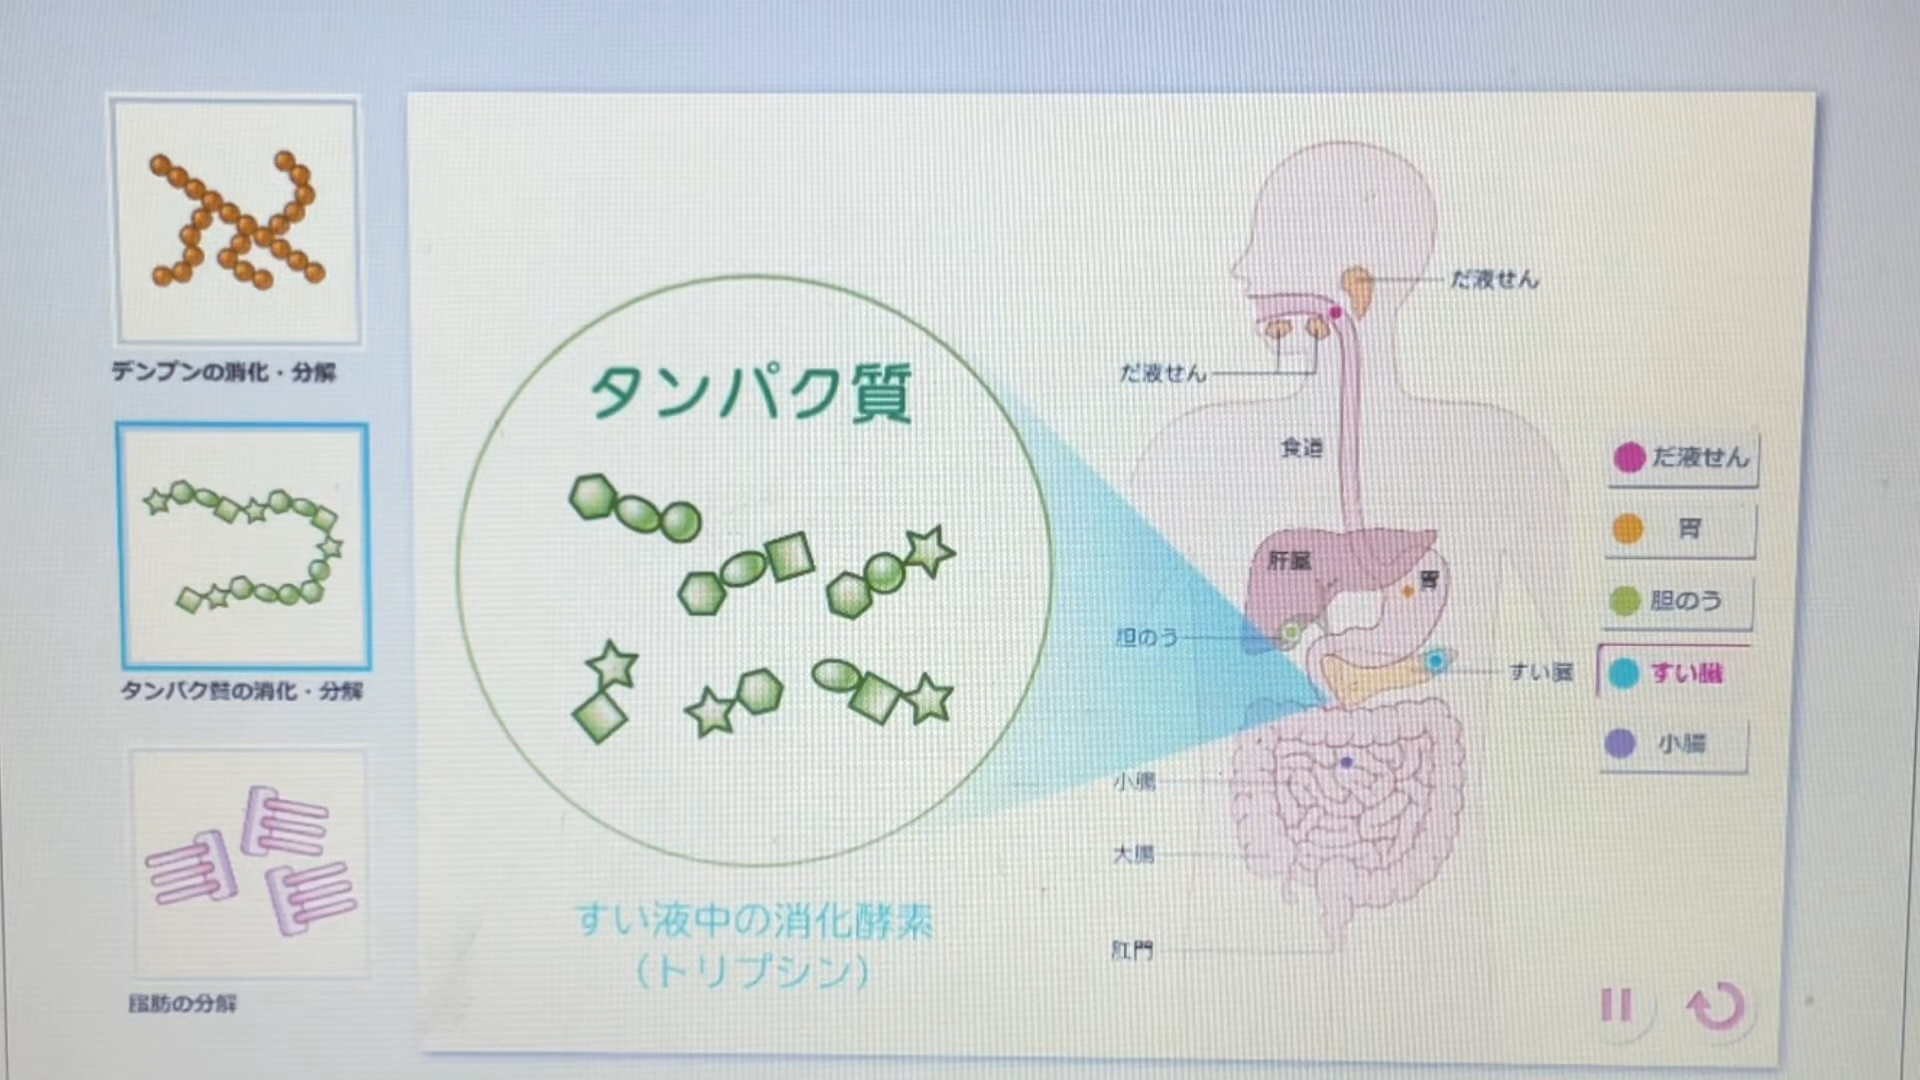 デンプンの消化・分解
タンパク質の消化・分解
脂肪の分解
タンパク質
すい液中の消化酵素
（トリプシン）
だ液せん
だ液せん
食道
肝臓
胃
胆のう
すい臓
小腸
大腸
肛門
だ液せん
胃
胆のう
すい臓
小腸